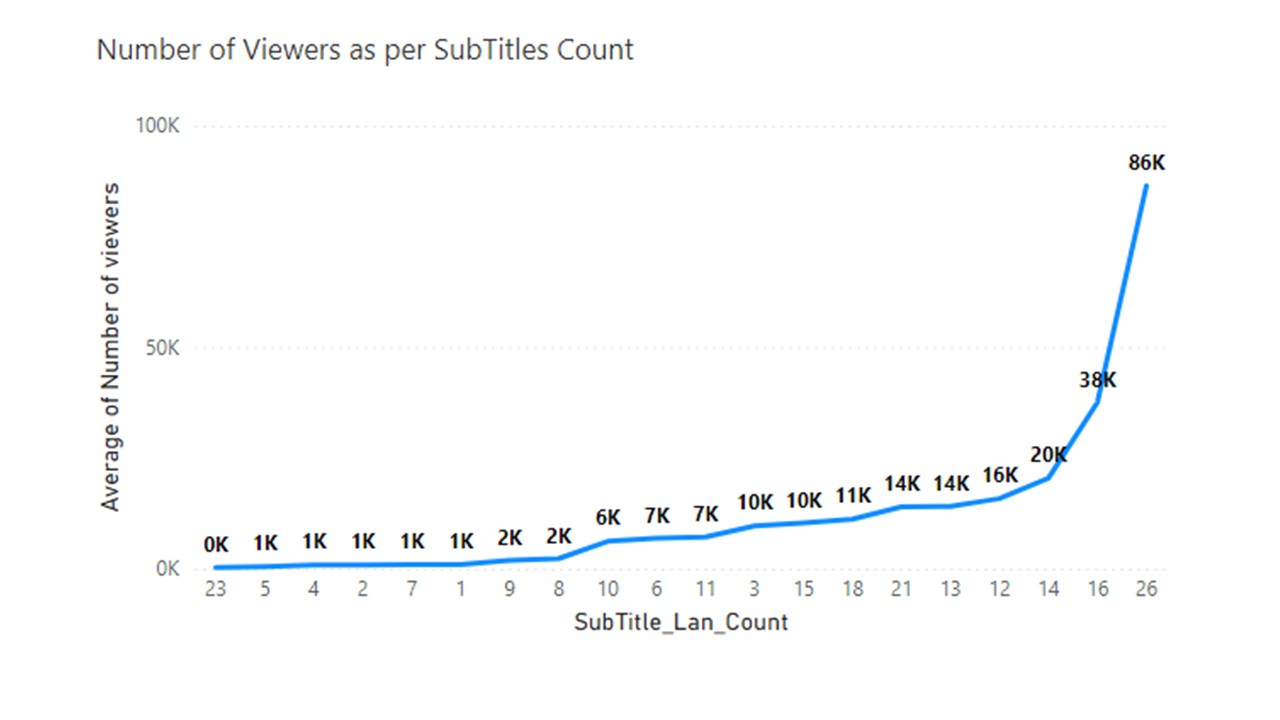 Number of Viewers as per SubTitles Count
100K
50K
0K
Average of Number of viewers
0K 1K 1K 1K 1K 1K 2K 2K 6K 7K 7K 10K 10K 11K 14K 14K 16K 20K 38K 86K
23 5 4 2 7 1 9 8 10 6 11 3 15 18 21 13 12 14 16 26
SubTitle_Lan_Count